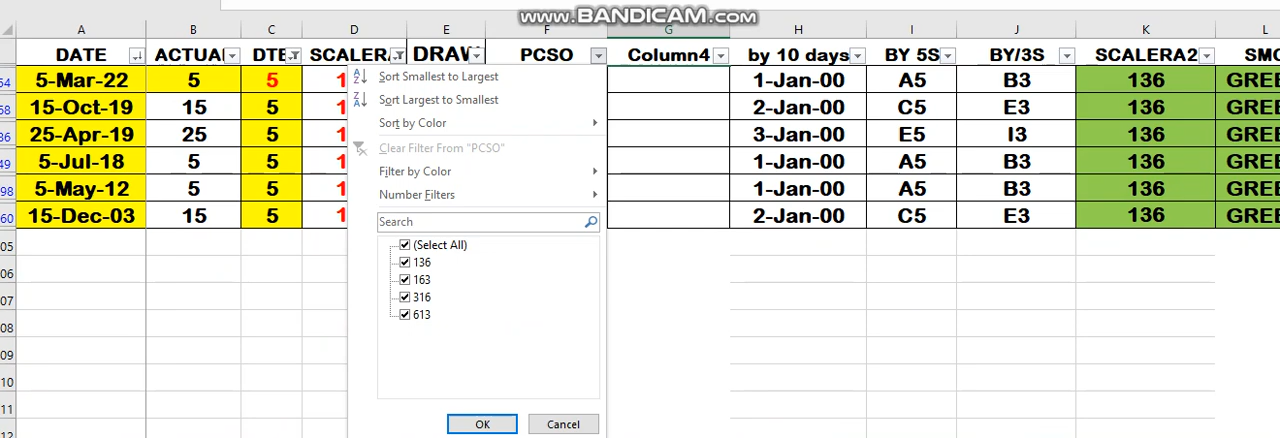 www.BANDICAM.com
A B C D E F G H I J K L
DATE ACTUA DTE SCALERA DRAW PCSO Column4 by 10 days BY 5S BY/3S SCALERA2 SMC
54 5-Mar-22 5 5 1 1-Jan-00 A5 B3 136 GREE
58 15-Oct-19 15 5 1 2-Jan-00 C5 E3 136 GREE
86 25-Apr-19 25 5 1 3-Jan-00 E5 I3 136 GREE
49 5-Jul-18 5 5 1 1-Jan-00 A5 B3 136 GREE
98 5-May-12 5 5 1 1-Jan-00 A5 B3 136 GREE
60 15-Dec-03 15 5 1 2-Jan-00 C5 E3 136 GREE
05
06
07
08
09
10
11
12
Sort Smallest to Largest
Sort Largest to Smallest
Sort by Color
Clear Filter From "PCSO"
Filter by Color
Number Filters
Search
(Select All)
136
163
316
613
OK Cancel